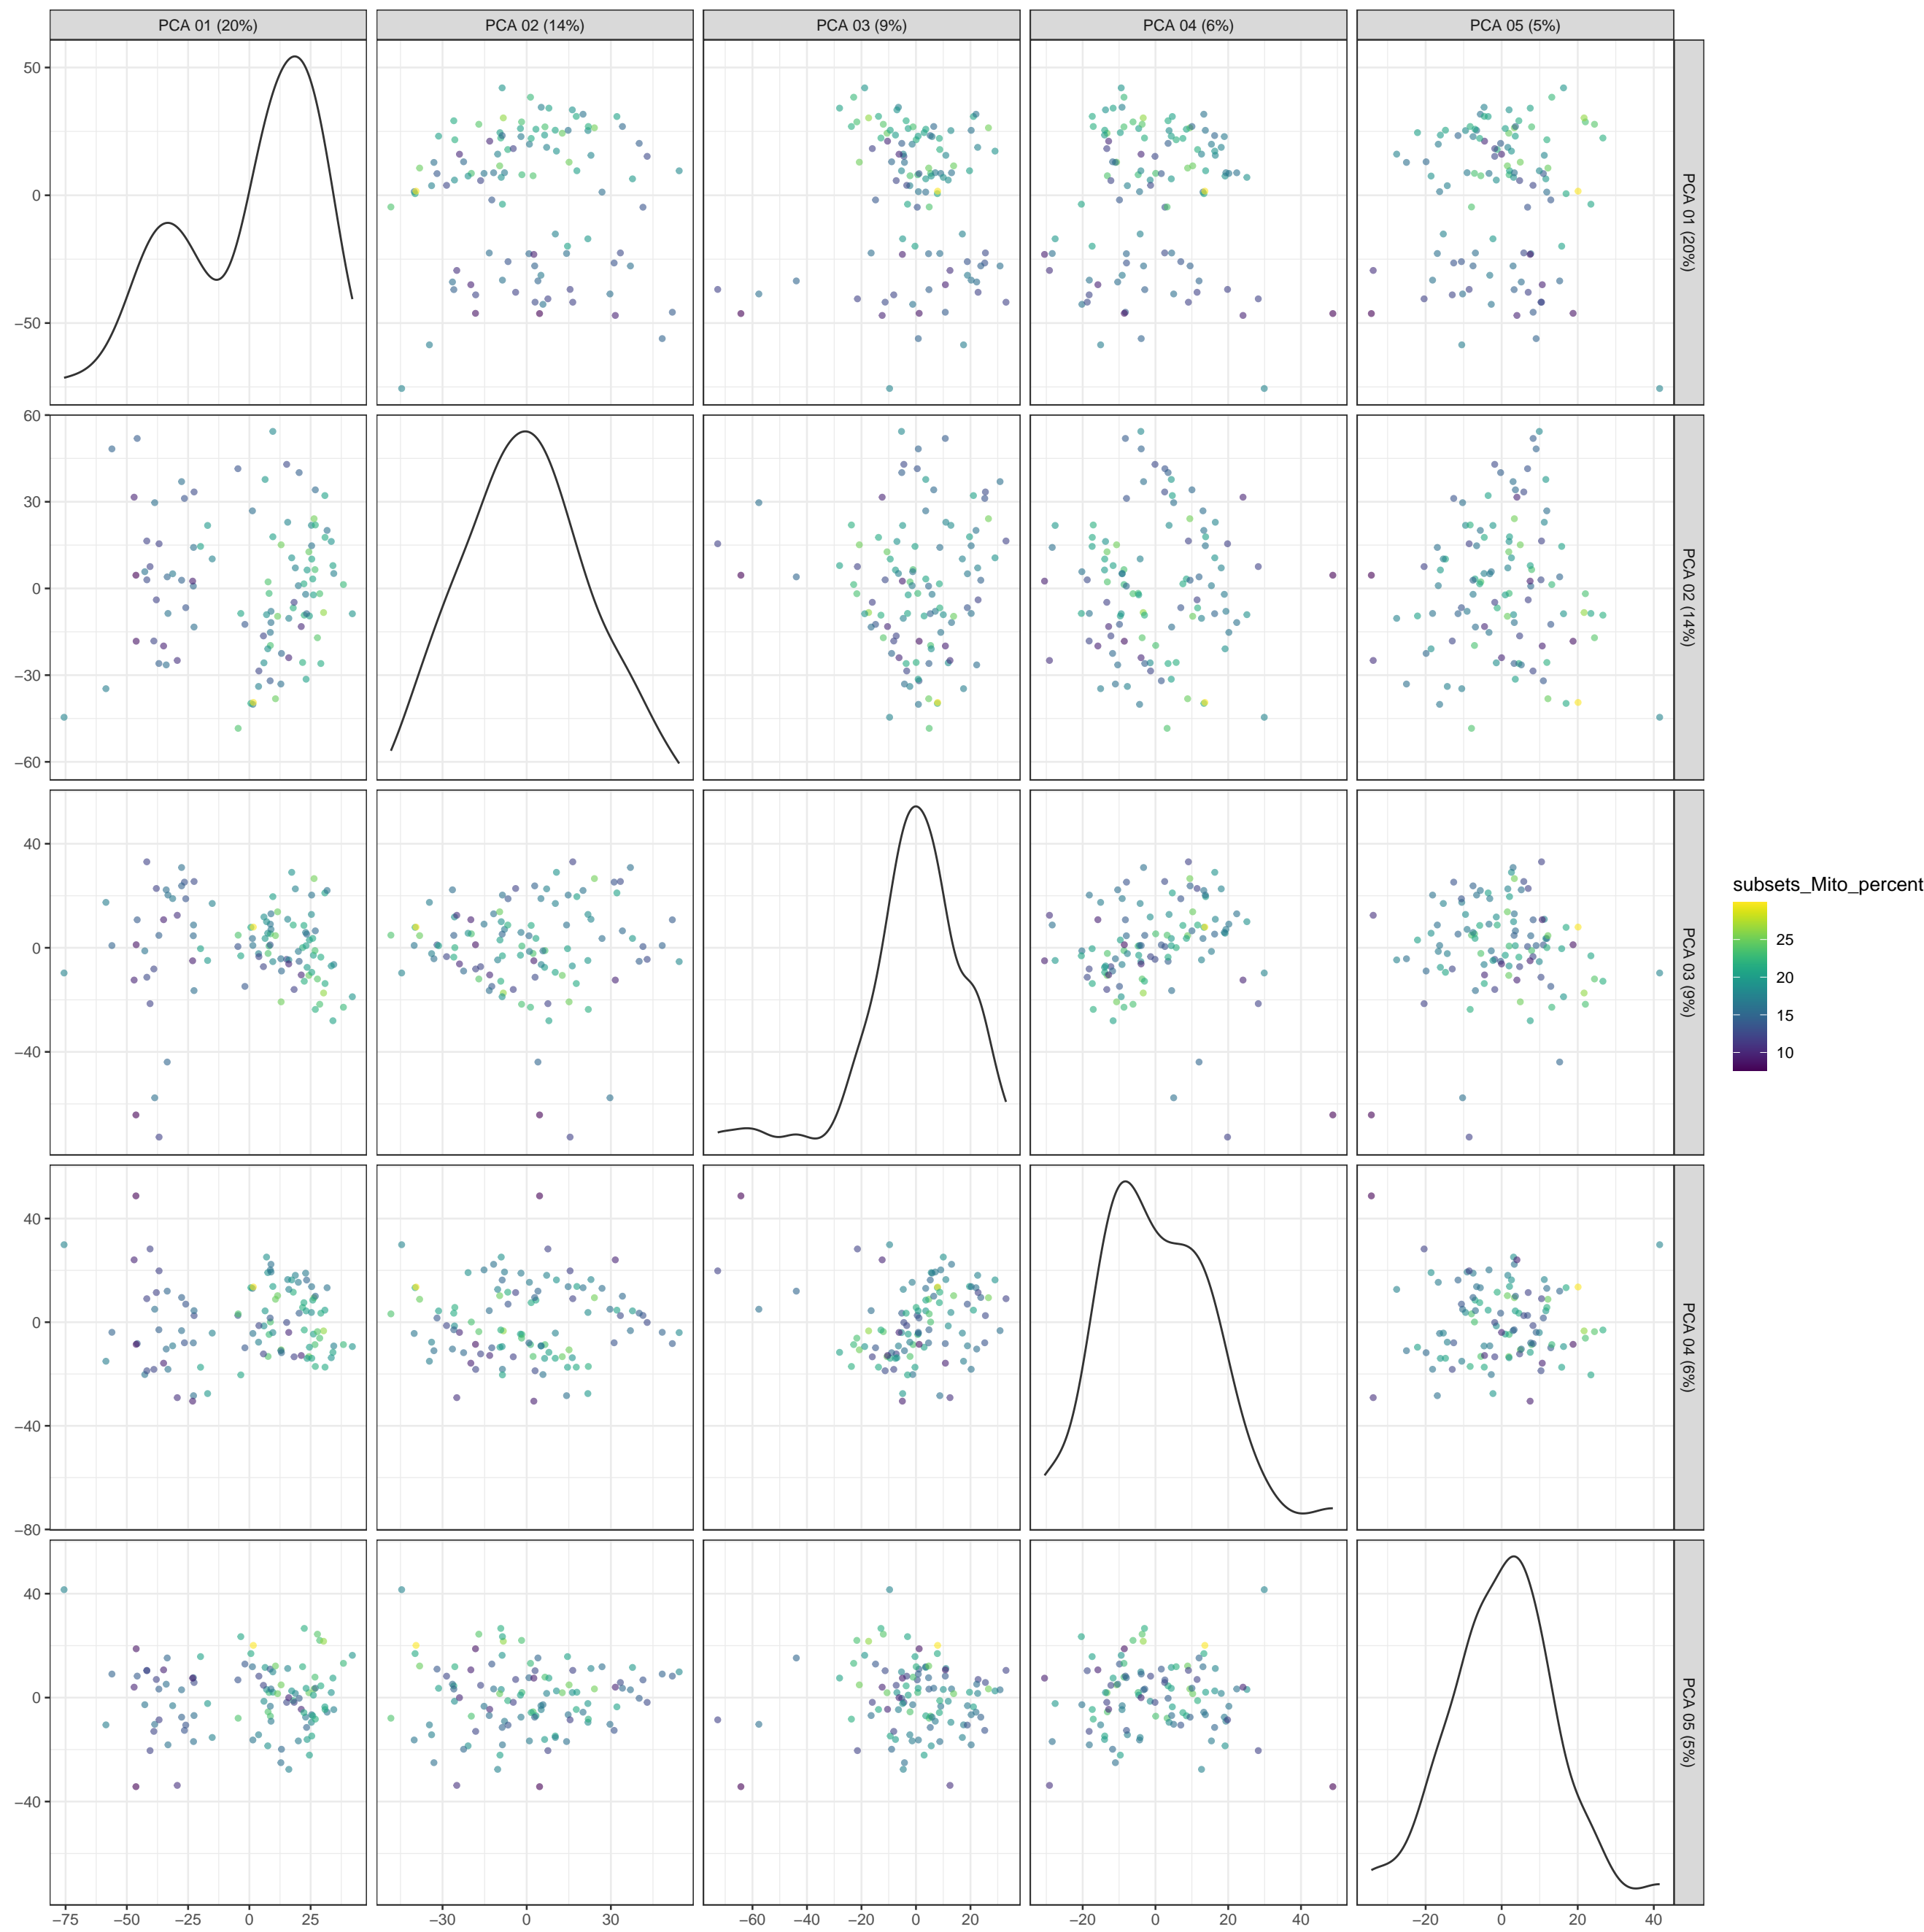 PCA 01 (20%) PCA 02 (14%) PCA 03 (9%) PCA 04 (6%) PCA 05 (5%)
50
0
−50
PCA 01 (20%)
60
30
0
−30
−60
PCA 02 (14%)
40
0
−40
PCA 03 (9%)
subsets_Mito_percent
25
20
15
10
40
0
−40
−80
PCA 04 (6%)
40
0
−40
PCA 05 (5%)
−75 −50 −25 0 25 −30 0 30 −60 −40 −20 0 20 −20 0 20 40 −20 0 20 40